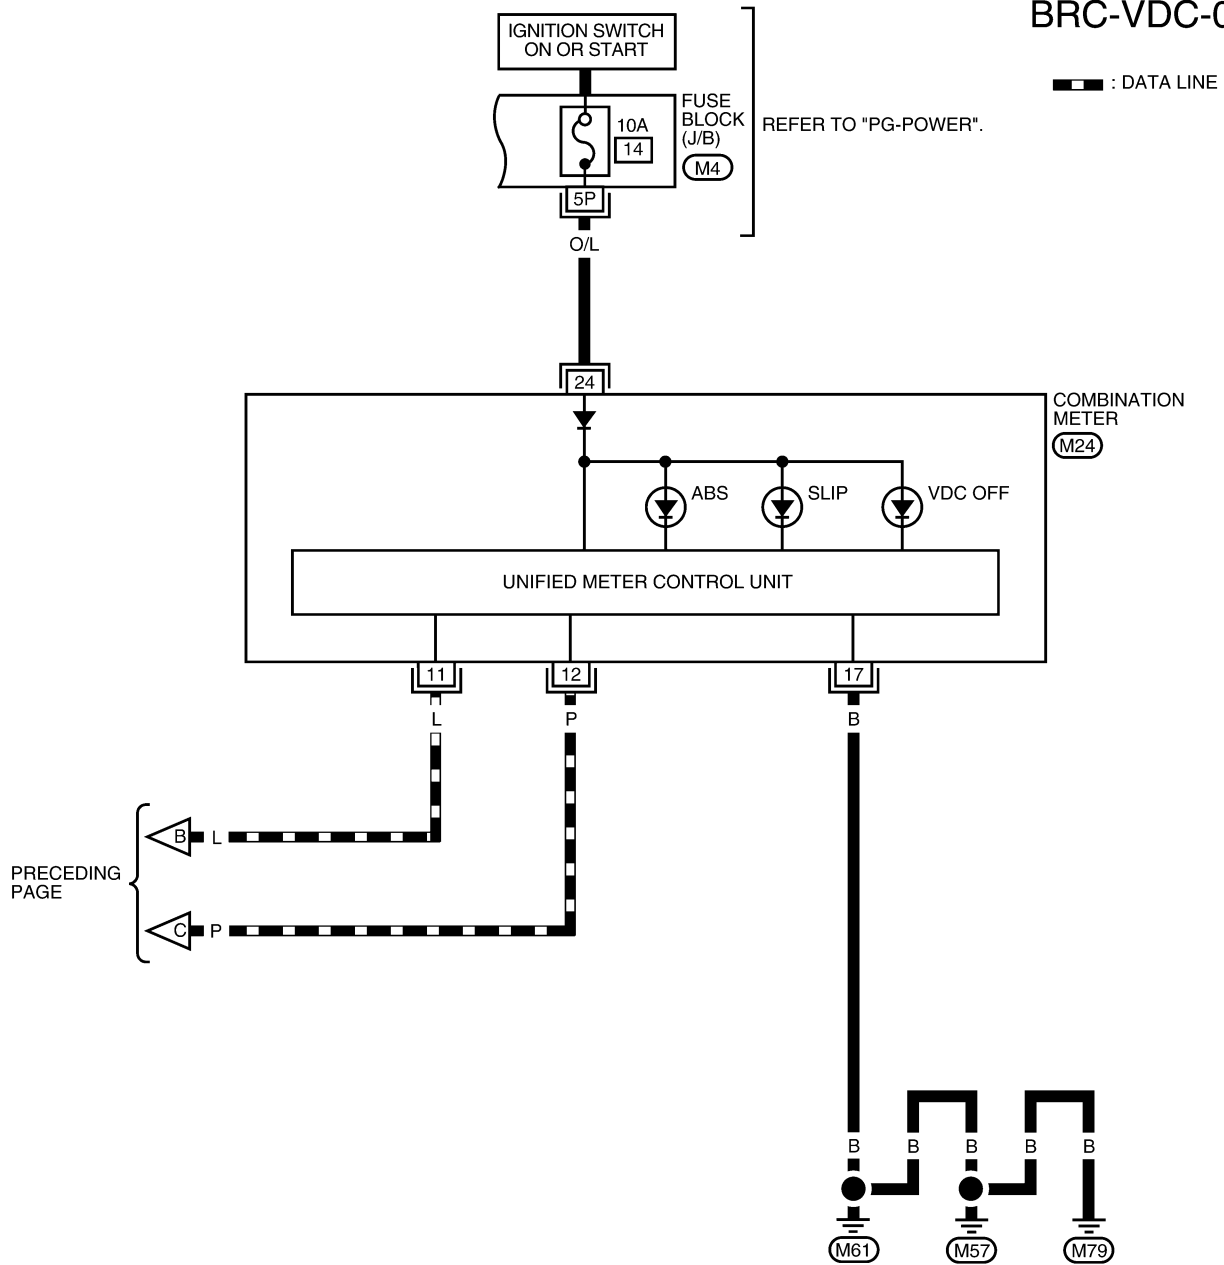 BRC-VDC-0
: DATA LINE
IGNITION SWITCH
ON OR START
FUSE
BLOCK
(J/B)
M4
10A
14
REFER TO "PG-POWER".
5P
O/L
24
COMBINATION
METER
M24
ABS
SLIP
VDC OFF
UNIFIED METER CONTROL UNIT
11
12
17
L
P
B
B
L
PRECEDING
PAGE
C
P
B
B
B
B
B
M61
M57
M79